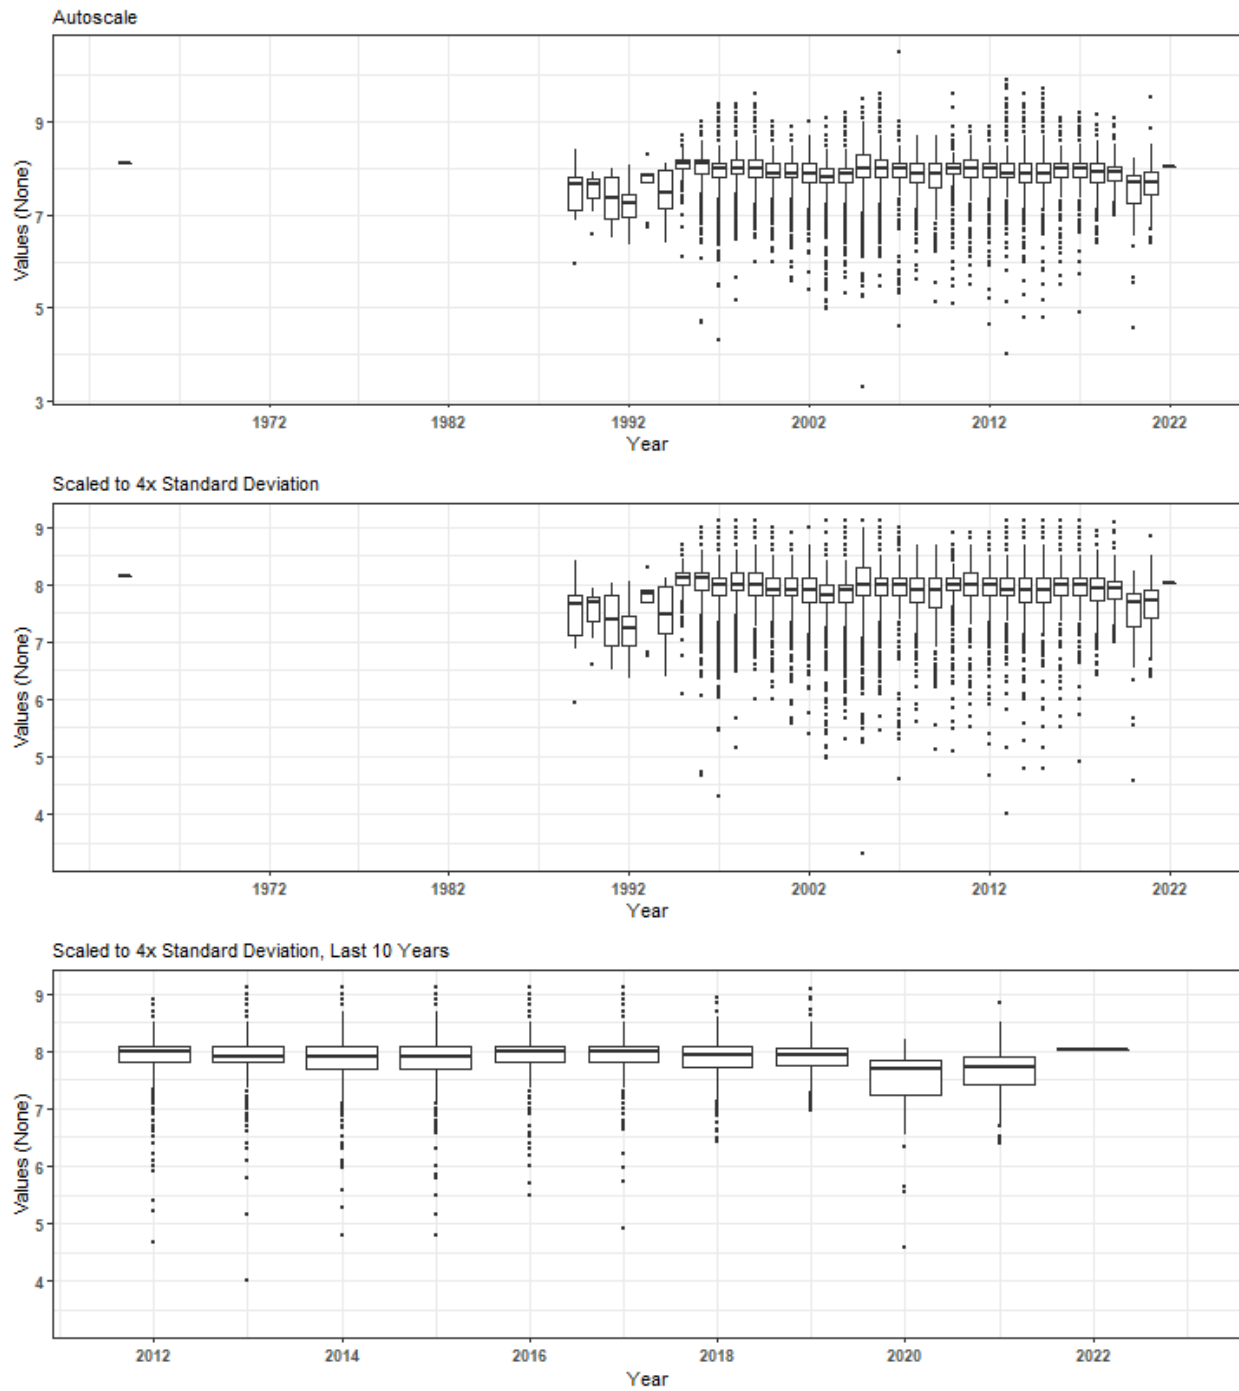 Autoscale
Values (None)
9
7
5
3
1972 1982 1992 2002 2012 2022
Year
Scaled to 4x Standard Deviation
Values (None)
9
8
7
6
5
4
1972 1982 1992 2002 2012 2022
Year
Scaled to 4x Standard Deviation, Last 10 Years
Values (None)
9
8
7
6
5
4
2012 2014 2016 2018 2020 2022
Year